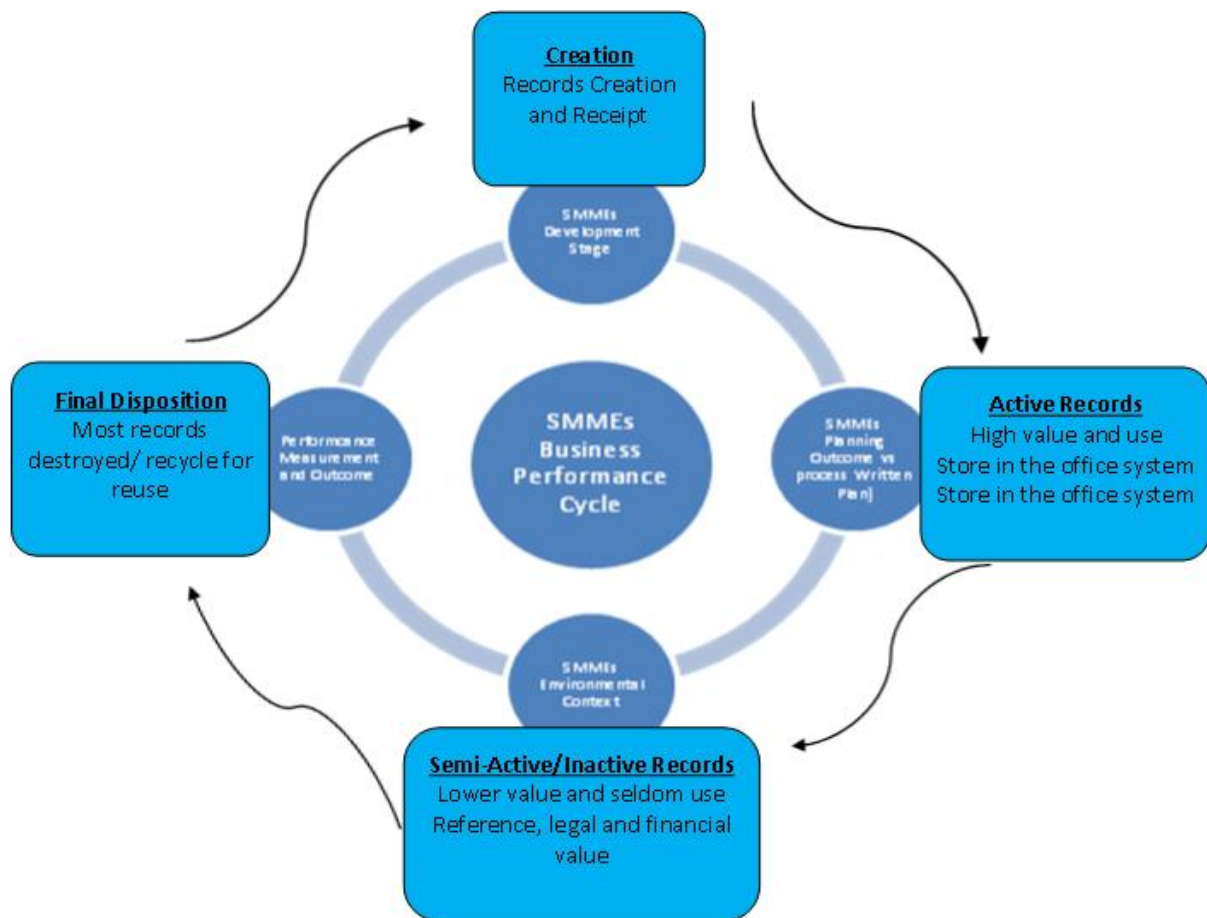 Creation
Records Creation
and Receipt
SMMEs
Development
Stage
Final Disposition
Most records
destroyed/ recycle for
reuse
Performance
Measurement
and Outcome
SMMEs
Business
Performance
Cycle
SMMEs
Planning
Outcome vs
process Written
Plan)
Active Records
High value and use
Store in the office system
Store in the office system
SMMEs
Environmental
Context
Semi-Active/Inactive Records
Lower value and seldom use
Reference, legal and financial
value